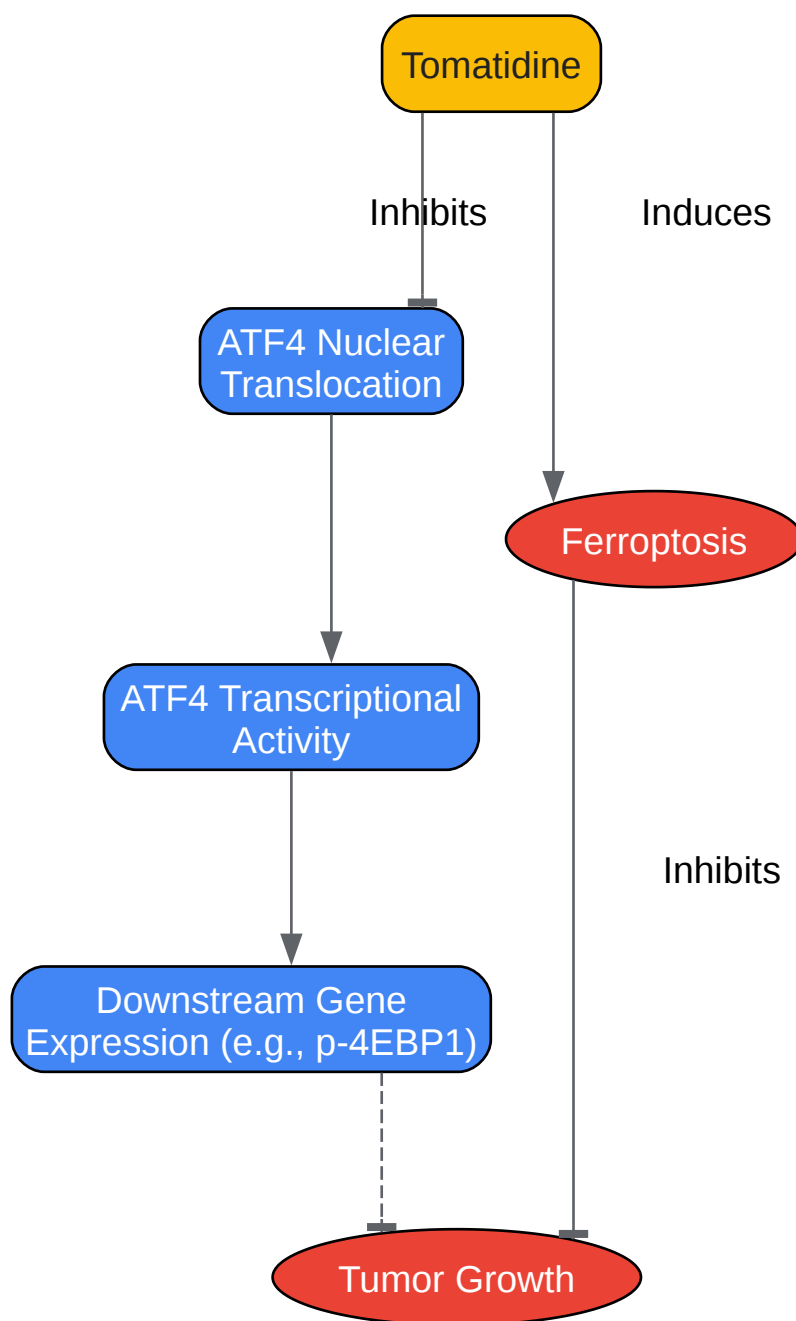 Tomatidine
Inhibits
Induces
ATF4 Nuclear
Translocation
Ferroptosis
ATF4 Transcriptional
Activity
Inhibits
Downstream Gene
Expression (e.g., p-4EBP1)
Tumor Growth